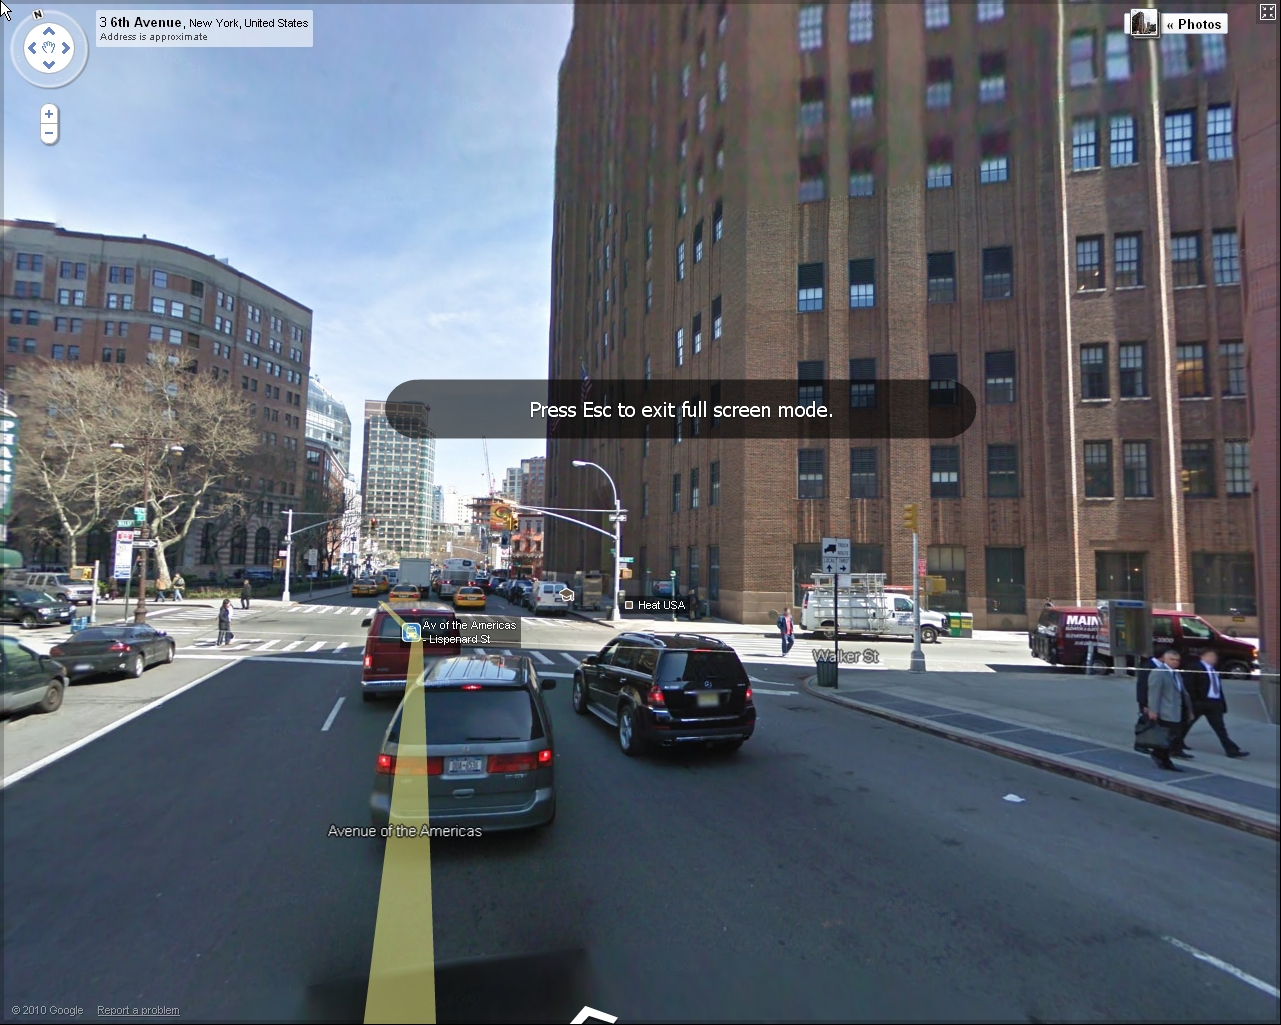 N
3 6th Avenue, New York, United States
Address is approximate
« Photos
Press Esc to exit full screen mode.
Heat USA
Av of the Americas
- Lispenard St
Walker St
MAIN
Avenue of the Americas
© 2010 Google
Report a problem